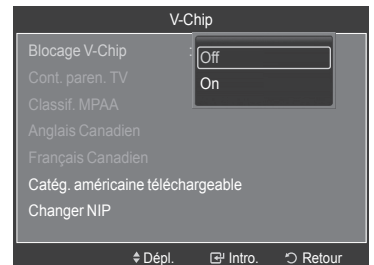 V-Chip
Blocage V-Chip :
Off
On
Cont. paren. TV
Classif. MPAA
Anglais Canadien
Français Canadien
Catég. américaine téléchargeable
Changer NIP
Dépl. Intro. Retour